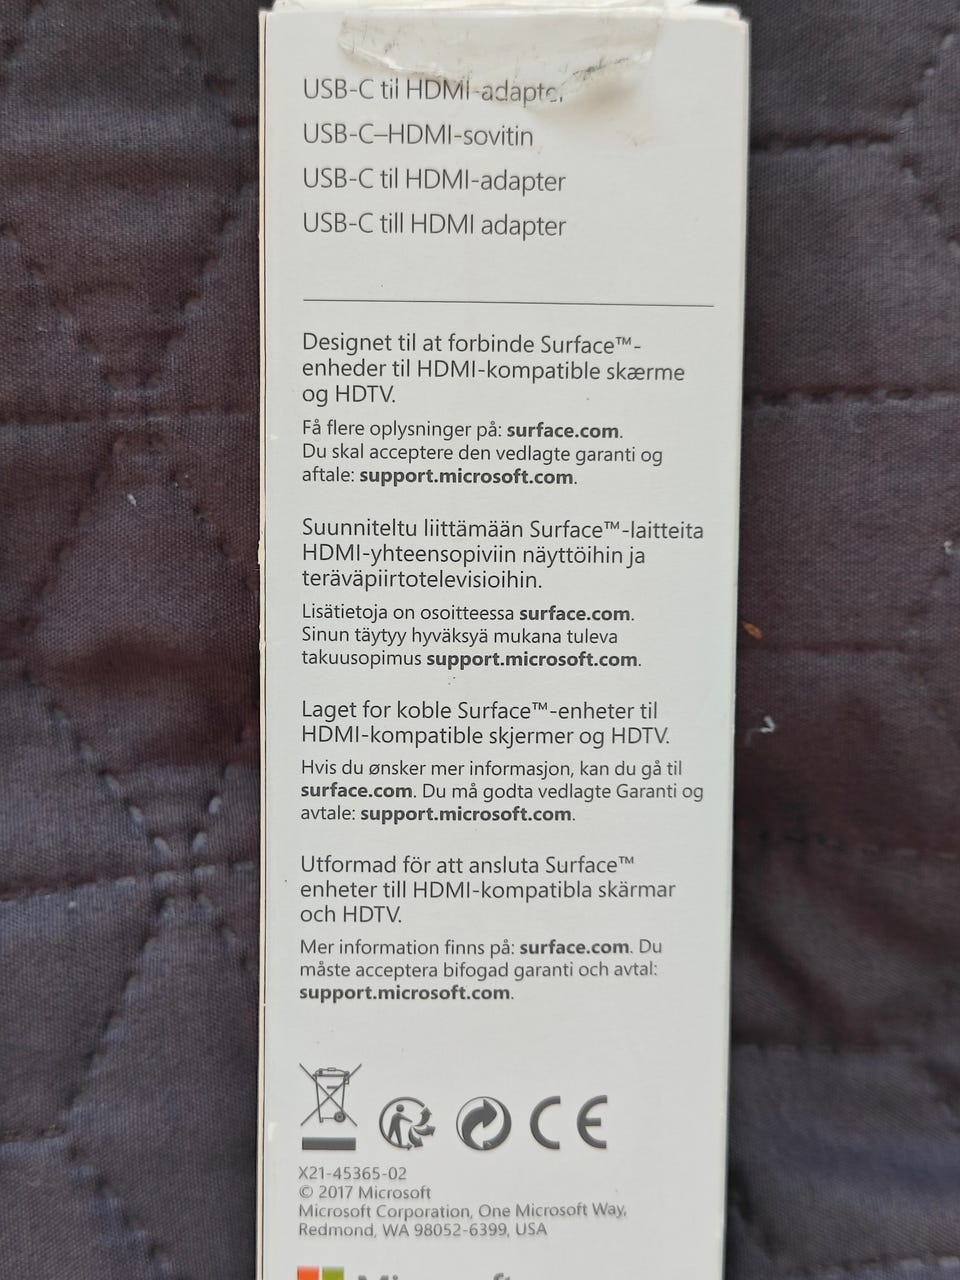 USB-C til HDMI-adapter
USB-C–HDMI-sovitin
USB-C til HDMI-adapter
USB-C till HDMI adapter
Designet til at forbinde Surface™-
enheder til HDMI-kompatible skærme
og HDTV.
Få flere oplysninger på: surface.com.
Du skal acceptere den vedlagte garanti og
aftale: support.microsoft.com.
Suunniteltu liittämään Surface™-laitteita
HDMI-yhteensopiviin näyttöihin ja
teräväpiirtotelevisioihin.
Lisätietoja on osoitteessa surface.com.
Sinun täytyy hyväksyä mukana tuleva
takuusopimus support.microsoft.com.
Laget for koble Surface™-enheter til
HDMI-kompatible skjermer og HDTV.
Hvis du ønsker mer informasjon, kan du gå til
surface.com. Du må godta vedlagte Garanti og
avtale: support.microsoft.com.
Utformad för att ansluta Surface™
enheter till HDMI-kompatibla skärmar
och HDTV.
Mer information finns på: surface.com. Du
måste acceptera bifogad garanti och avtal:
support.microsoft.com.
CE
X21-45365-02
© 2017 Microsoft
Microsoft Corporation, One Microsoft Way,
Redmond, WA 98052-6399, USA